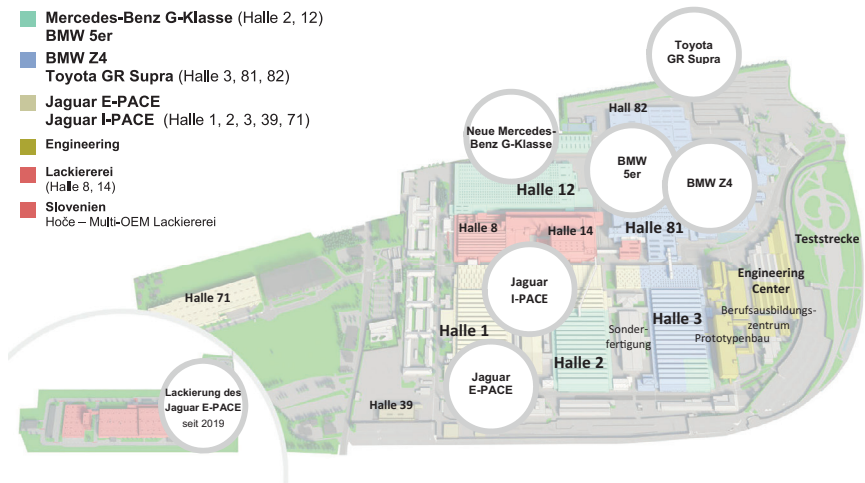 Mercedes-Benz G-Klasse (Halle 2, 12)
BMW 5er
BMW Z4
Toyota GR Supra (Halle 3, 81, 82)
Jaguar E-PACE
Jaguar I-PACE (Halle 1, 2, 3, 39, 71)
Engineering
Lackiererei
(Halle 8, 14)
Slovenien
Hoče – Multi-OEM Lackiererei
Toyota
GR Supra
Hall 82
Neue Mercedes-
Benz G-Klasse
BMW
5er
BMW Z4
Halle 12
Halle 8
Halle 14
Halle 81
Teststrecke
Jaguar
I-PACE
Engineering
Center
Halle 71
Berufsausbildungs-
zentrum
Prototypenbau
Halle 1
Sonder-
fertigung
Halle 3
Halle 2
Jaguar
E-PACE
Halle 39
Lackierung des
Jaguar E-PACE
seit 2019